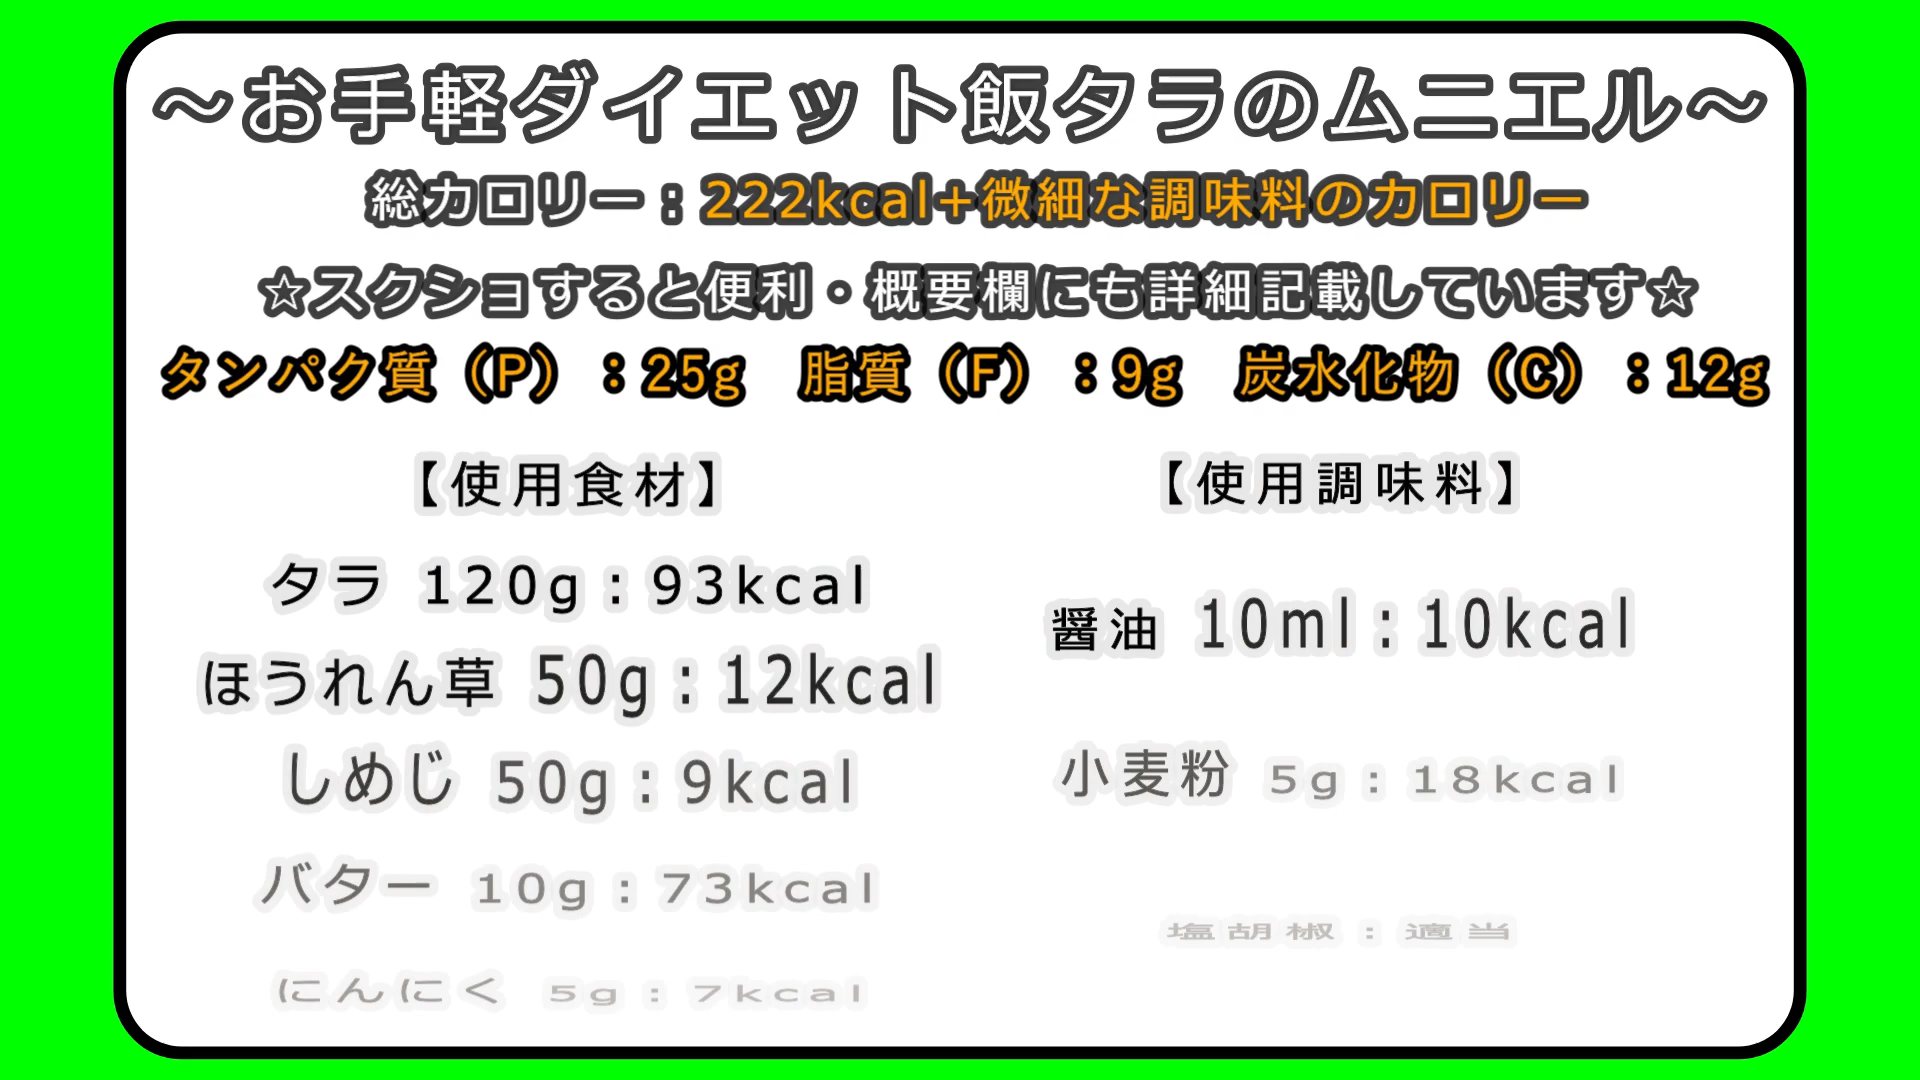 ～お手軽ダイエット飯タラのムニエル～
総カロリー：222kcal+微細な調味料のカロリー
☆スクショすると便利・概要欄にも詳細記載しています☆
タンパク質（P）：25g　脂質（F）：9g　炭水化物（C）：12g
【使用食材】
タラ 120g：93kcal
ほうれん草 50g：12kcal
しめじ 50g：9kcal
バター 10g：73kcal
にんにく 5g：7kcal
【使用調味料】
醤油 10ml：10kcal
小麦粉 5g：18kcal
塩胡椒：適当